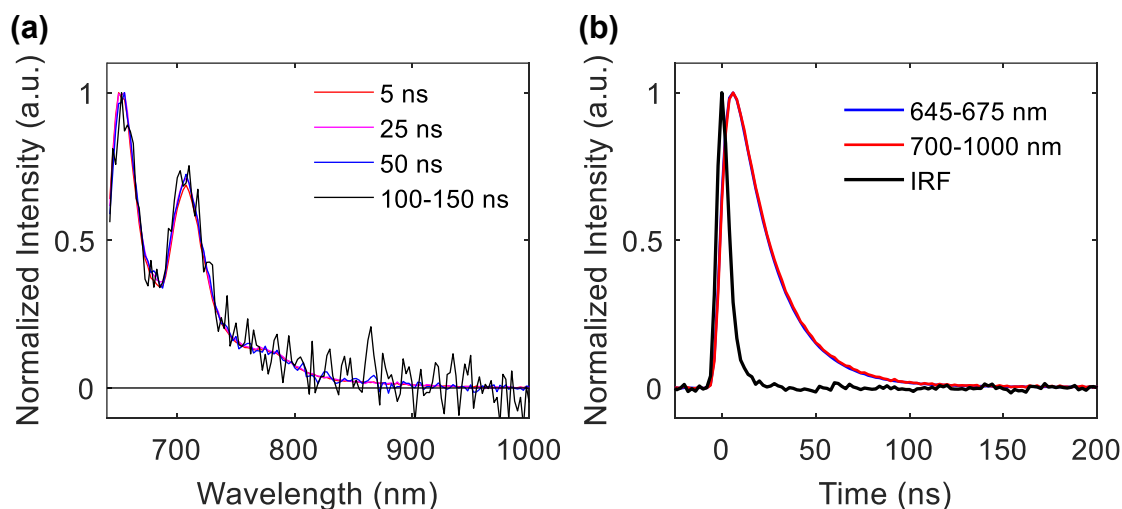 (a)
Normalized Intensity (a.u.)
1
0.5
0
5 ns
25 ns
50 ns
100-150 ns
700
800
900
1000
Wavelength (nm)
(b)
Normalized Intensity (a.u.)
1
0.5
0
645-675 nm
700-1000 nm
IRF
0
50
100
150
200
Time (ns)